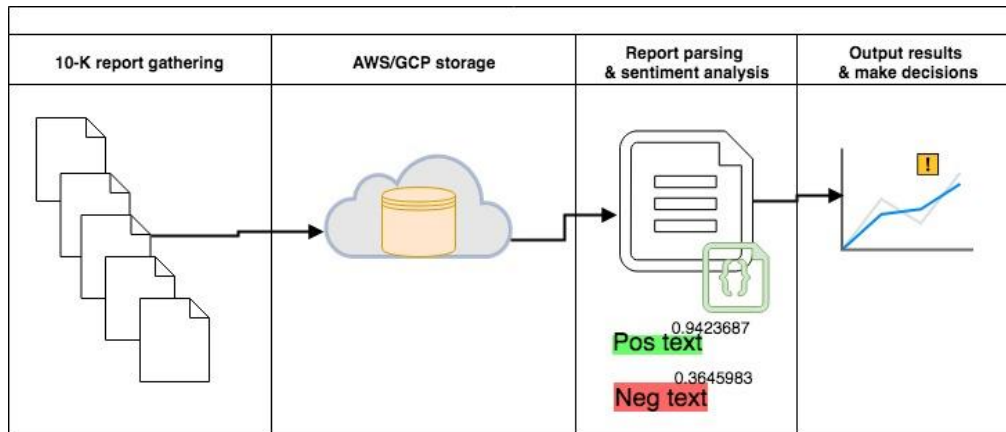 10-K report gathering
AWS/GCP storage
Report parsing
& sentiment analysis
Output results
& make decisions
!
{}
0.9423687
Pos text
0.3645983
Neg text